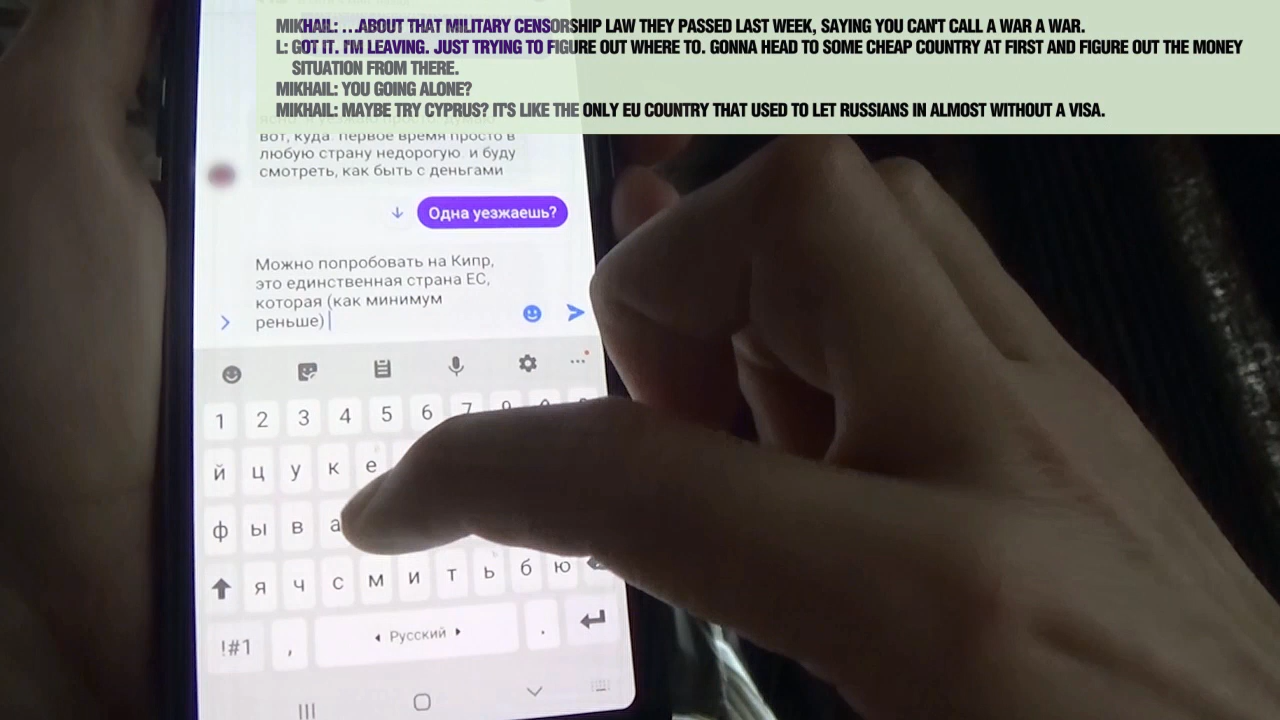 MIKHAIL: ...ABOUT THAT MILITARY CENSORSHIP LAW THEY PASSED LAST WEEK, SAYING YOU CAN'T CALL A WAR A WAR.
L: GOT IT. I'M LEAVING. JUST TRYING TO FIGURE OUT WHERE TO. GONNA HEAD TO SOME CHEAP COUNTRY AT FIRST AND FIGURE OUT THE MONEY
SITUATION FROM THERE.
MIKHAIL: YOU GOING ALONE?
MIKHAIL: MAYBE TRY CYPRUS? IT'S LIKE THE ONLY EU COUNTRY THAT USED TO LET RUSSIANS IN ALMOST WITHOUT A VISA.
вот, куда. первое время просто в
любую страну недорогую и буду
смотреть, как быть с деньгами
Одна уезжаешь?
Можно попробовать на Кипр,
это единственная страна ЕС,
которая (как минимум
реньше)
1 2 3 4 5 6 7
й ц у к е
ф ы в а
я ч с м и т ь б ю
!#1 , Русский .